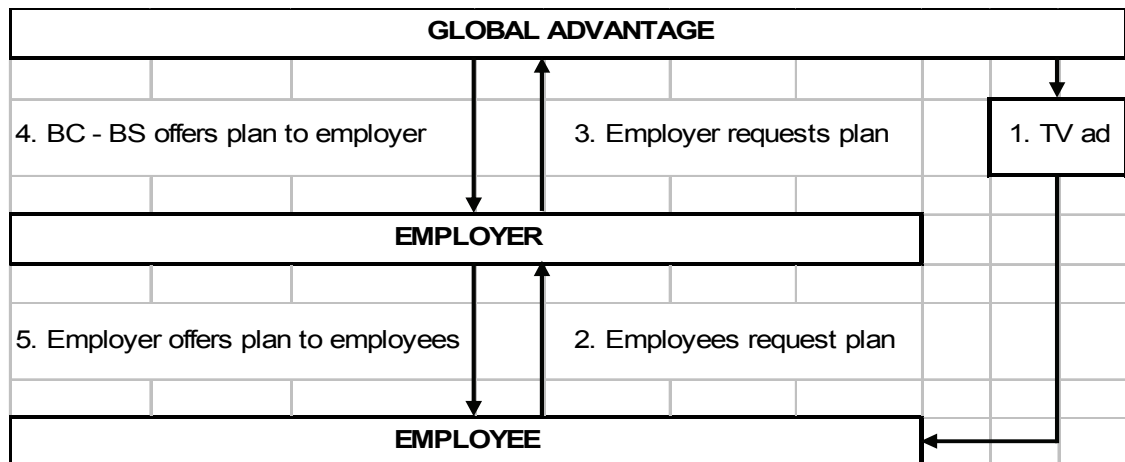 GLOBAL ADVANTAGE
4. BC - BS offers plan to employer
3. Employer requests plan
1. TV ad
EMPLOYER
5. Employer offers plan to employees
2. Employees request plan
EMPLOYEE